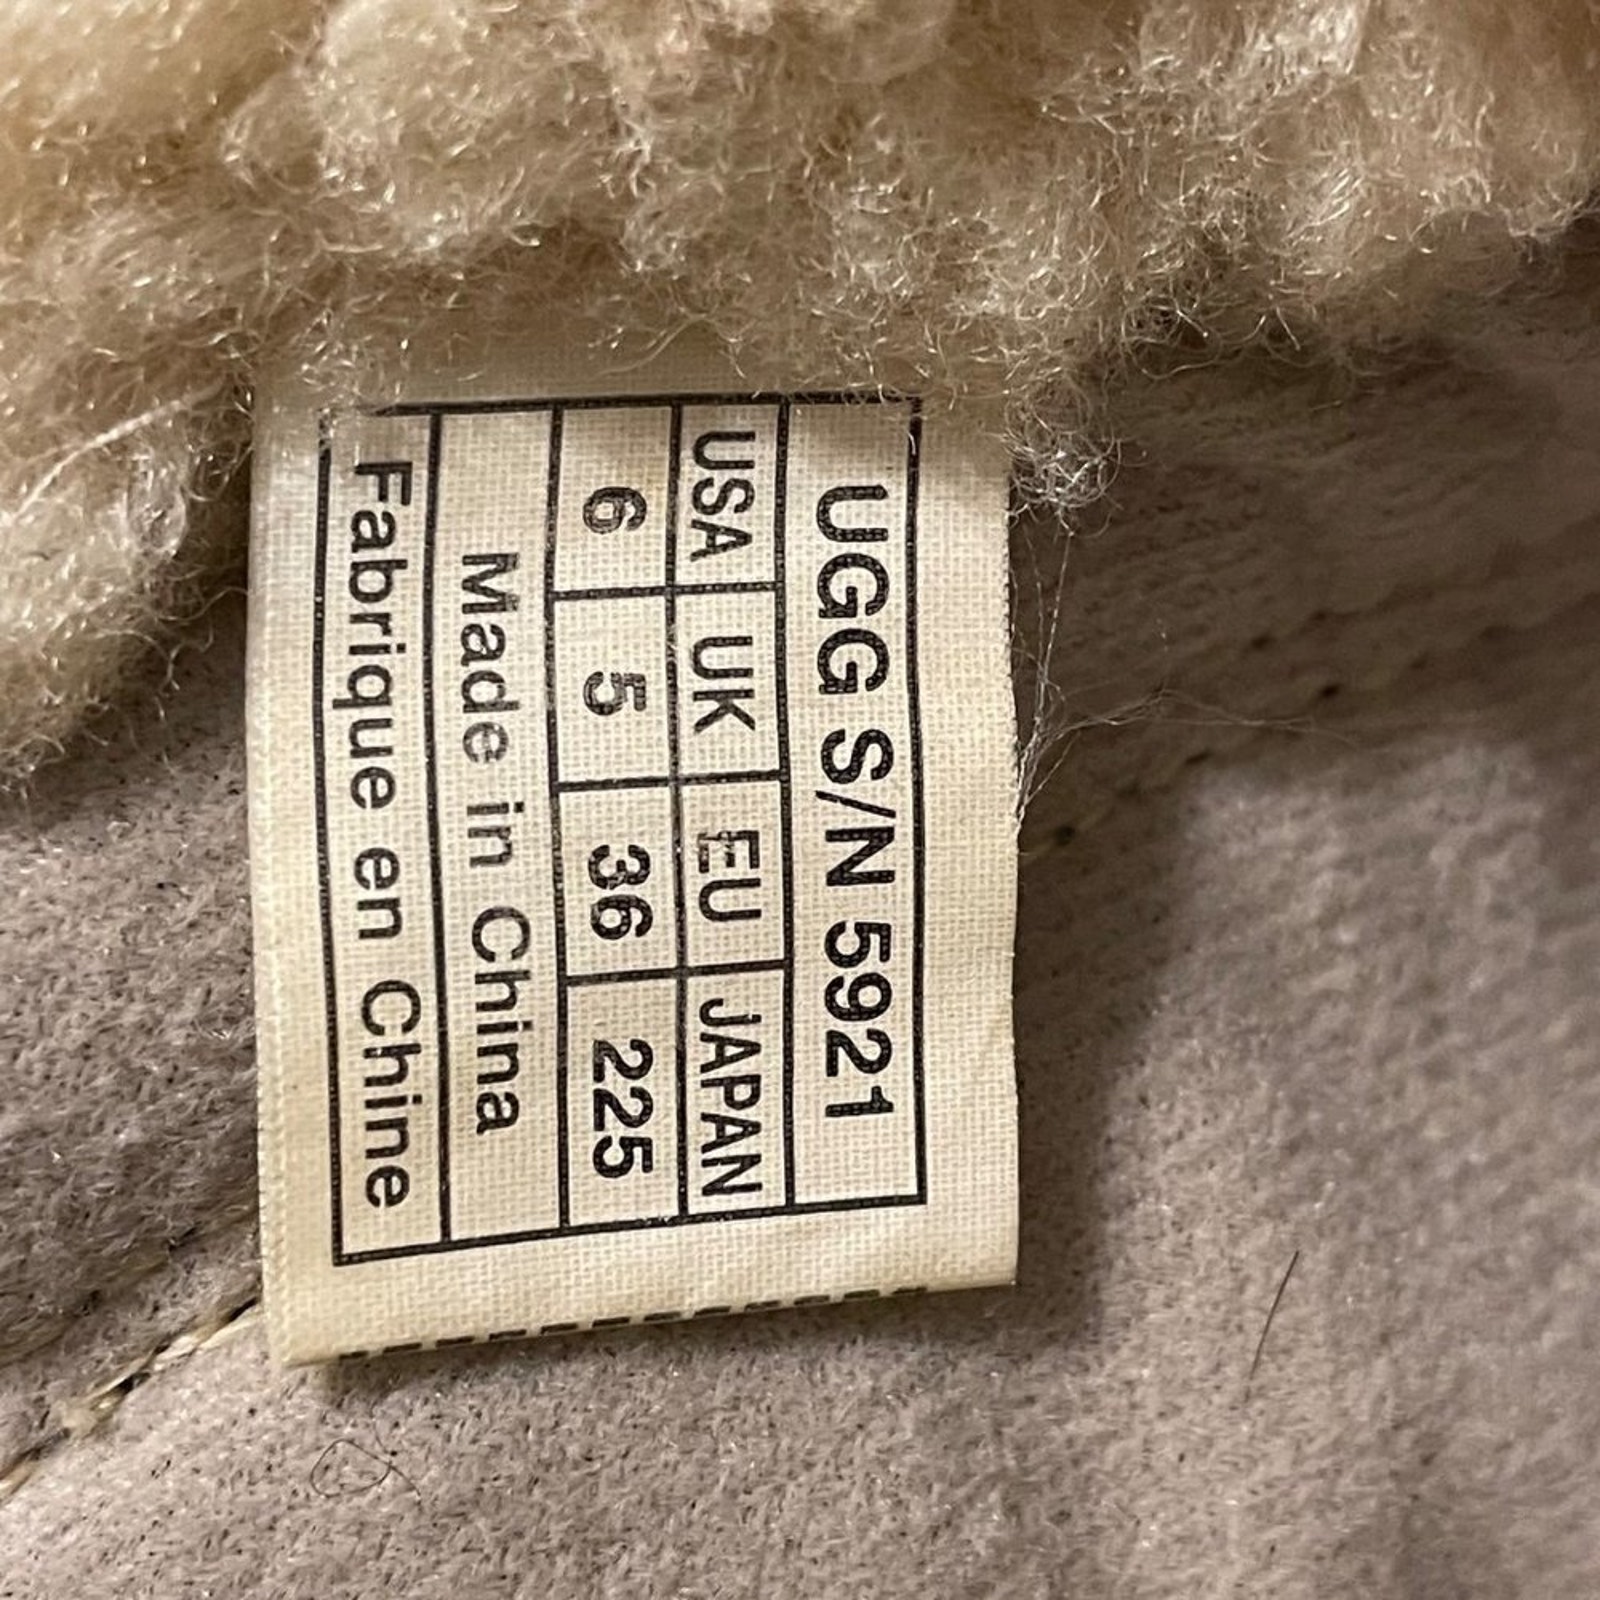 UGG S/N 5921
USA UK EU JAPAN
6 5 36 225
Made in China
Fabrique en Chine